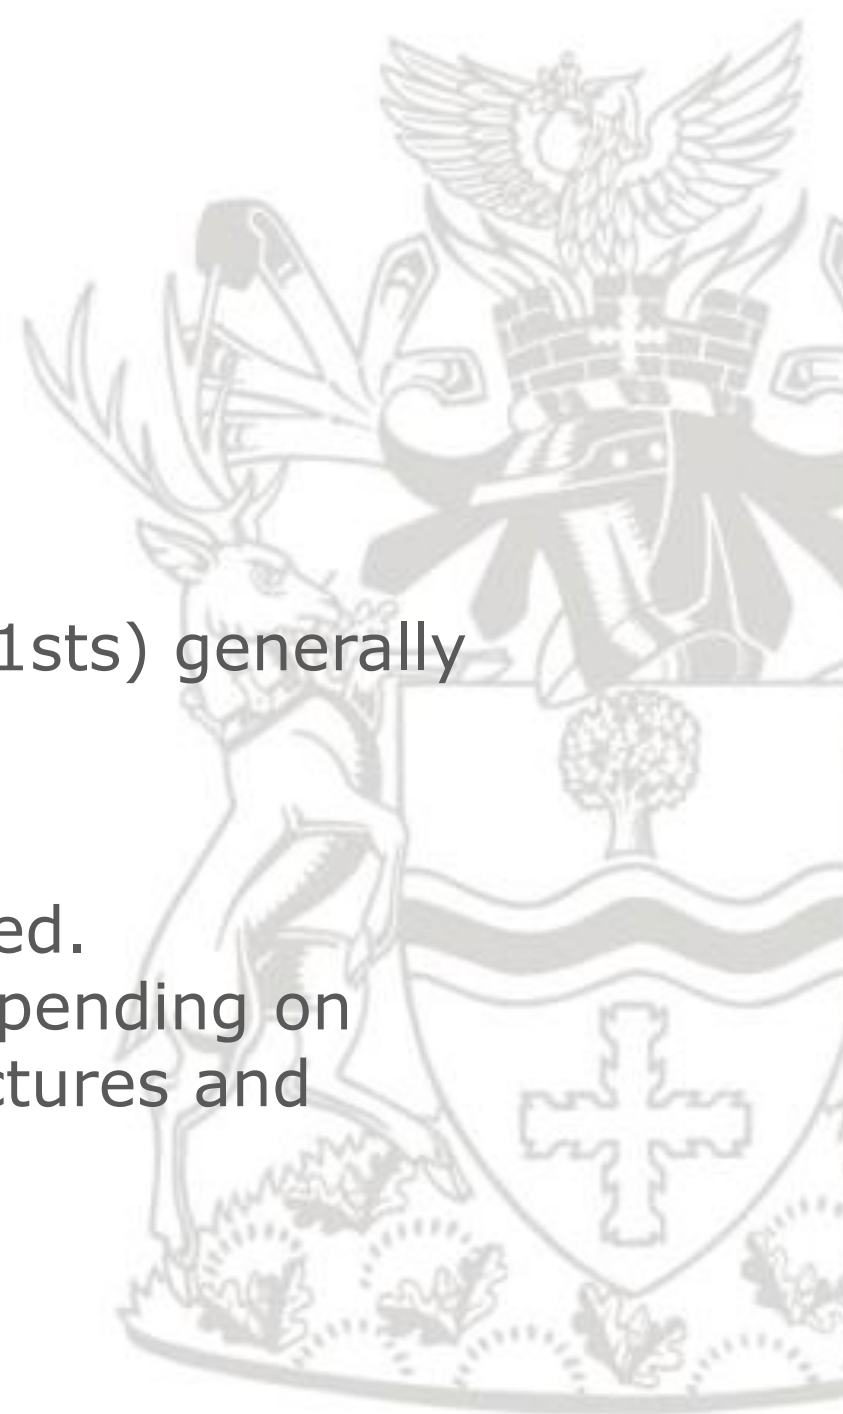 1sts) generally
ed.
pending on
ctures and